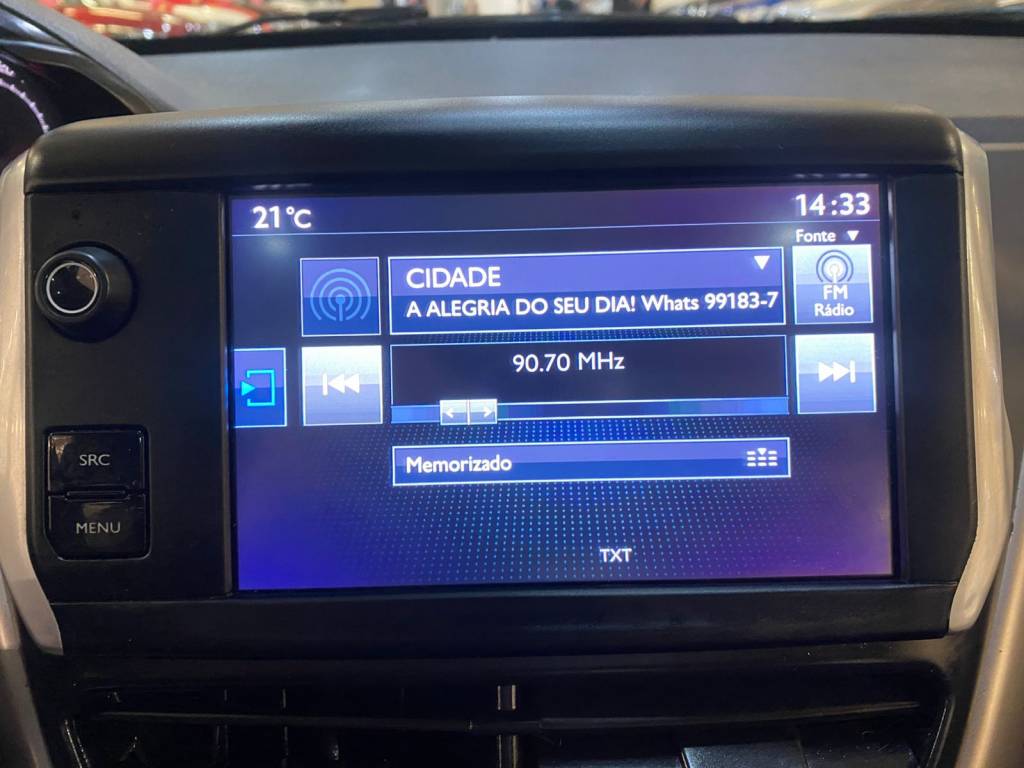 21°C
14:33
Fonte
CIDADE
A ALEGRIA DO SEU DIA! Whats 99183-7
FM
Rádio
90.70 MHz
Memorizado
TXT
SRC
MENU